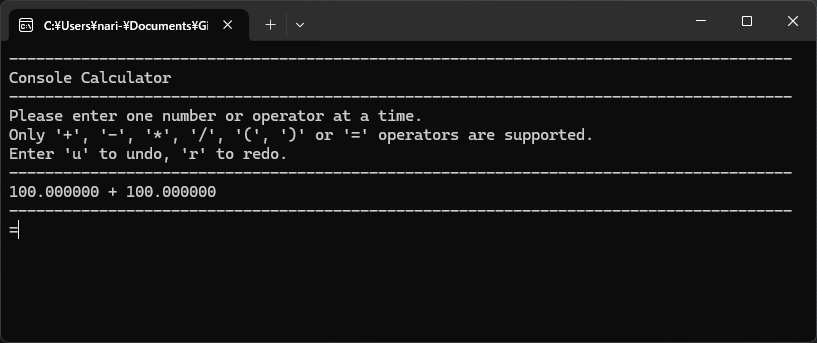 C:¥Users¥nari-¥Documents¥Gi
Console Calculator
Please enter one number or operator at a time.
Only '+', '-', '*', '/', '(', ')' or '=' operators are supported.
Enter 'u' to undo, 'r' to redo.
100.000000 + 100.000000
=